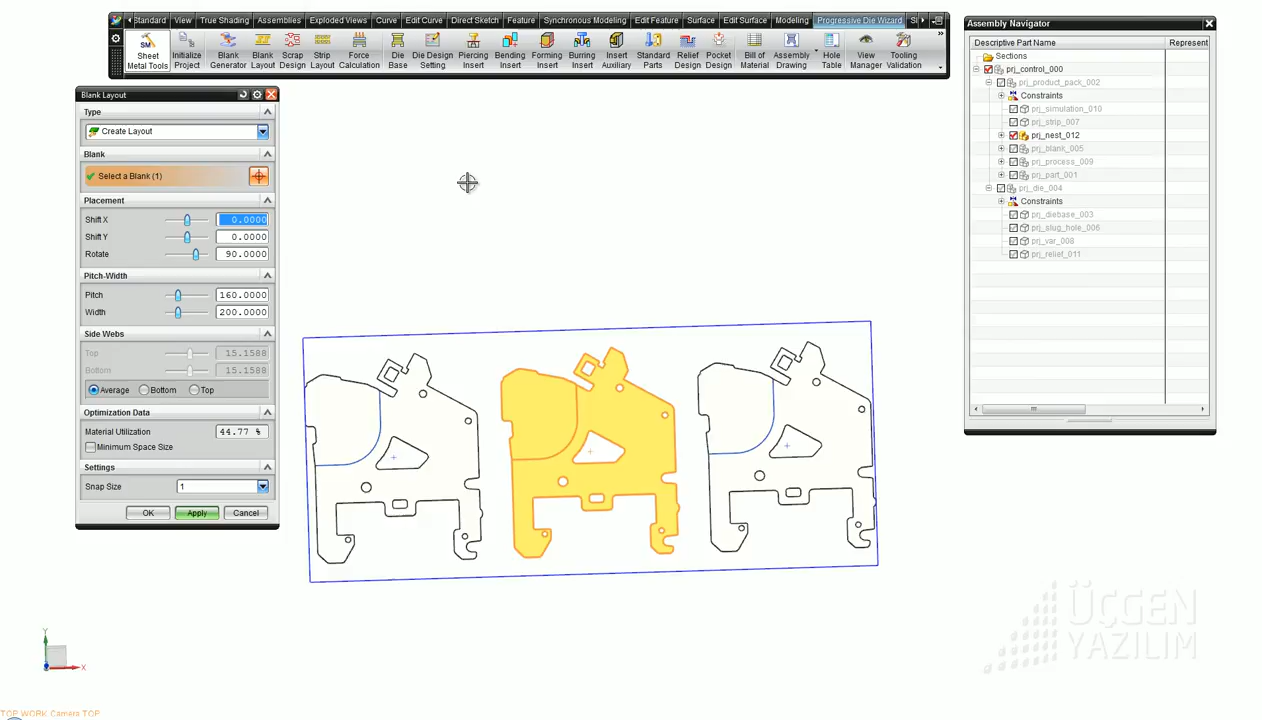 Standard View True Shading Assemblies Exploded Views Curve Edit Curve Direct Sketch Feature Synchronous Modeling Edit Feature Surface Edit Surface Modeling Progressive Die Wizard
SM Sheet Metal Tools
Initialize Project
Blank Generator
Blank Layout
Scrap Design
Strip Layout
Force Calculation
Die Base
Die Design Setting
Piercing Insert
Bending Insert
Forming Insert
Burring Insert
Insert Auxiliary
Standard Parts
Relief Design
Pocket Design
Bill of Material
Assembly Drawing
Hole Table
View Manager
Tooling Validation
Blank Layout
Type
Create Layout
Blank
Select a Blank (1)
Placement
Shift X 0.0000
Shift Y 0.0000
Rotate 90.0000
Pitch-Width
Pitch 160.0000
Width 200.0000
Side Webs
Top 15.1588
Bottom 15.1588
Average Bottom Top
Optimization Data
Material Utilization 44.77 %
Minimum Space Size
Settings
Snap Size 1
OK Apply Cancel
Assembly Navigator
Descriptive Part Name Represent
Sections
prj_control_000
prj_product_pack_002
Constraints
prj_simulation_010
prj_strip_007
prj_nest_012
prj_blank_005
prj_process_009
prj_part_001
prj_die_004
Constraints
prj_diebase_003
prj_slug_hole_006
prj_var_008
prj_relief_011
ÜÇGEN
YAZILIM
Y
X
TOP WORK Camera TOP